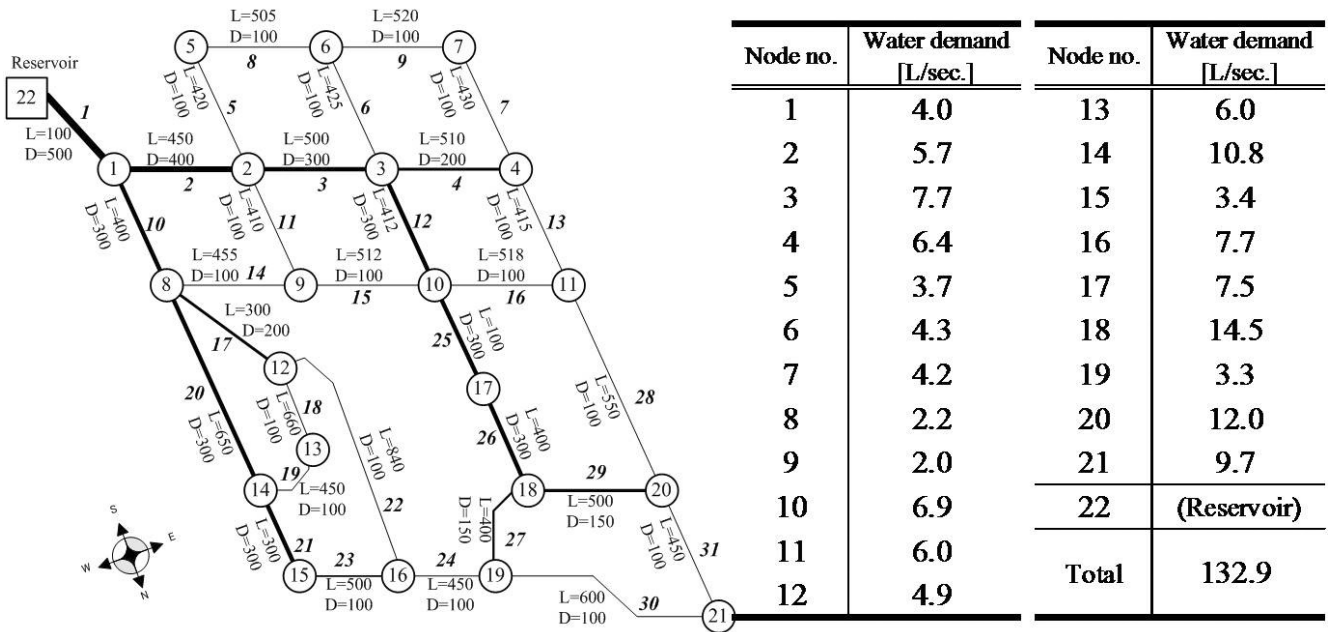 Reservoir
22
1
L=100
D=500
L=505
D=100
8
L=520
D=100
9
5
6
7
L=420
D=100
5
L=425
D=100
6
L=430
D=100
7
L=450
D=400
2
L=500
D=300
3
L=510
D=200
4
1
2
3
4
L=400
D=300
10
L=410
D=100
11
L=412
D=300
12
L=415
D=100
13
L=455
D=100
14
L=512
D=100
15
L=518
D=100
16
8
9
10
11
L=300
D=200
17
L=100
D=300
25
12
17
20
L=650
D=300
L=660
D=100
18
13
L=840
D=100
22
L=400
D=300
26
L=550
D=100
28
19
L=450
D=100
14
18
29
L=500
D=150
20
L=300
D=300
21
L=400
D=150
27
L=450
D=100
31
15
23
L=500
D=100
16
24
L=450
D=100
19
30
L=600
D=100
21
S
E
W
N
Node no. Water demand [L/sec.] Node no. Water demand [L/sec.]
1 4.0 13 6.0
2 5.7 14 10.8
3 7.7 15 3.4
4 6.4 16 7.7
5 3.7 17 7.5
6 4.3 18 14.5
7 4.2 19 3.3
8 2.2 20 12.0
9 2.0 21 9.7
10 6.9 22 (Reservoir)
11 6.0 Total 132.9
12 4.9